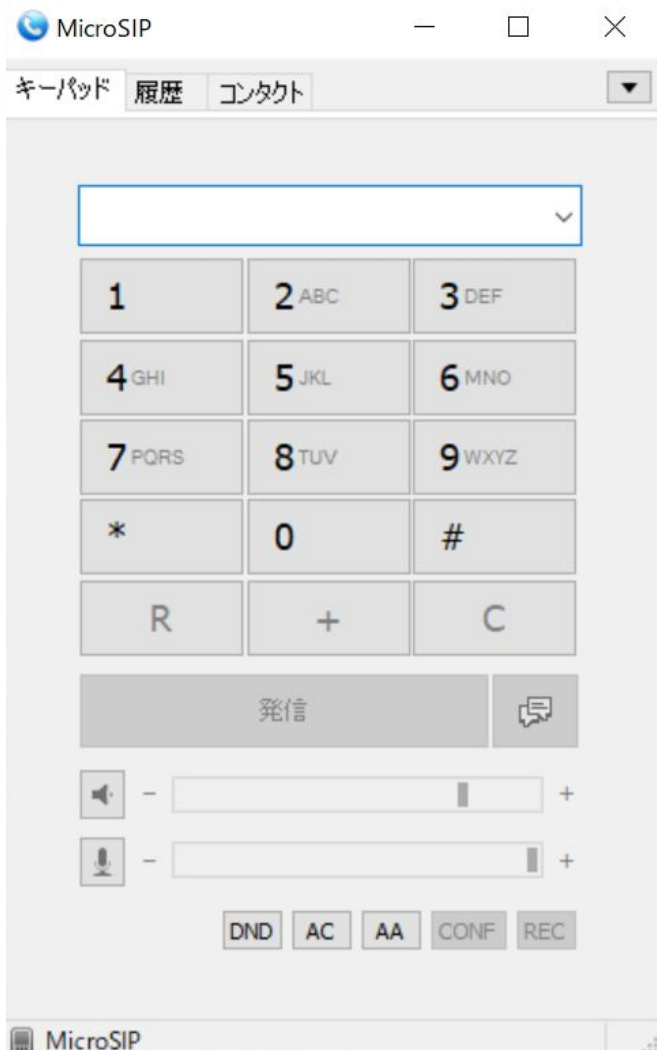 MicroSIP
キーパッド 履歴 コンタクト
1 2 ABC 3 DEF
4 GHI 5 JKL 6 MNO
7 PQRS 8 TUV 9 WXYZ
* 0 #
R + C
発信
- +
- +
DND AC AA CONF REC
MicroSIP